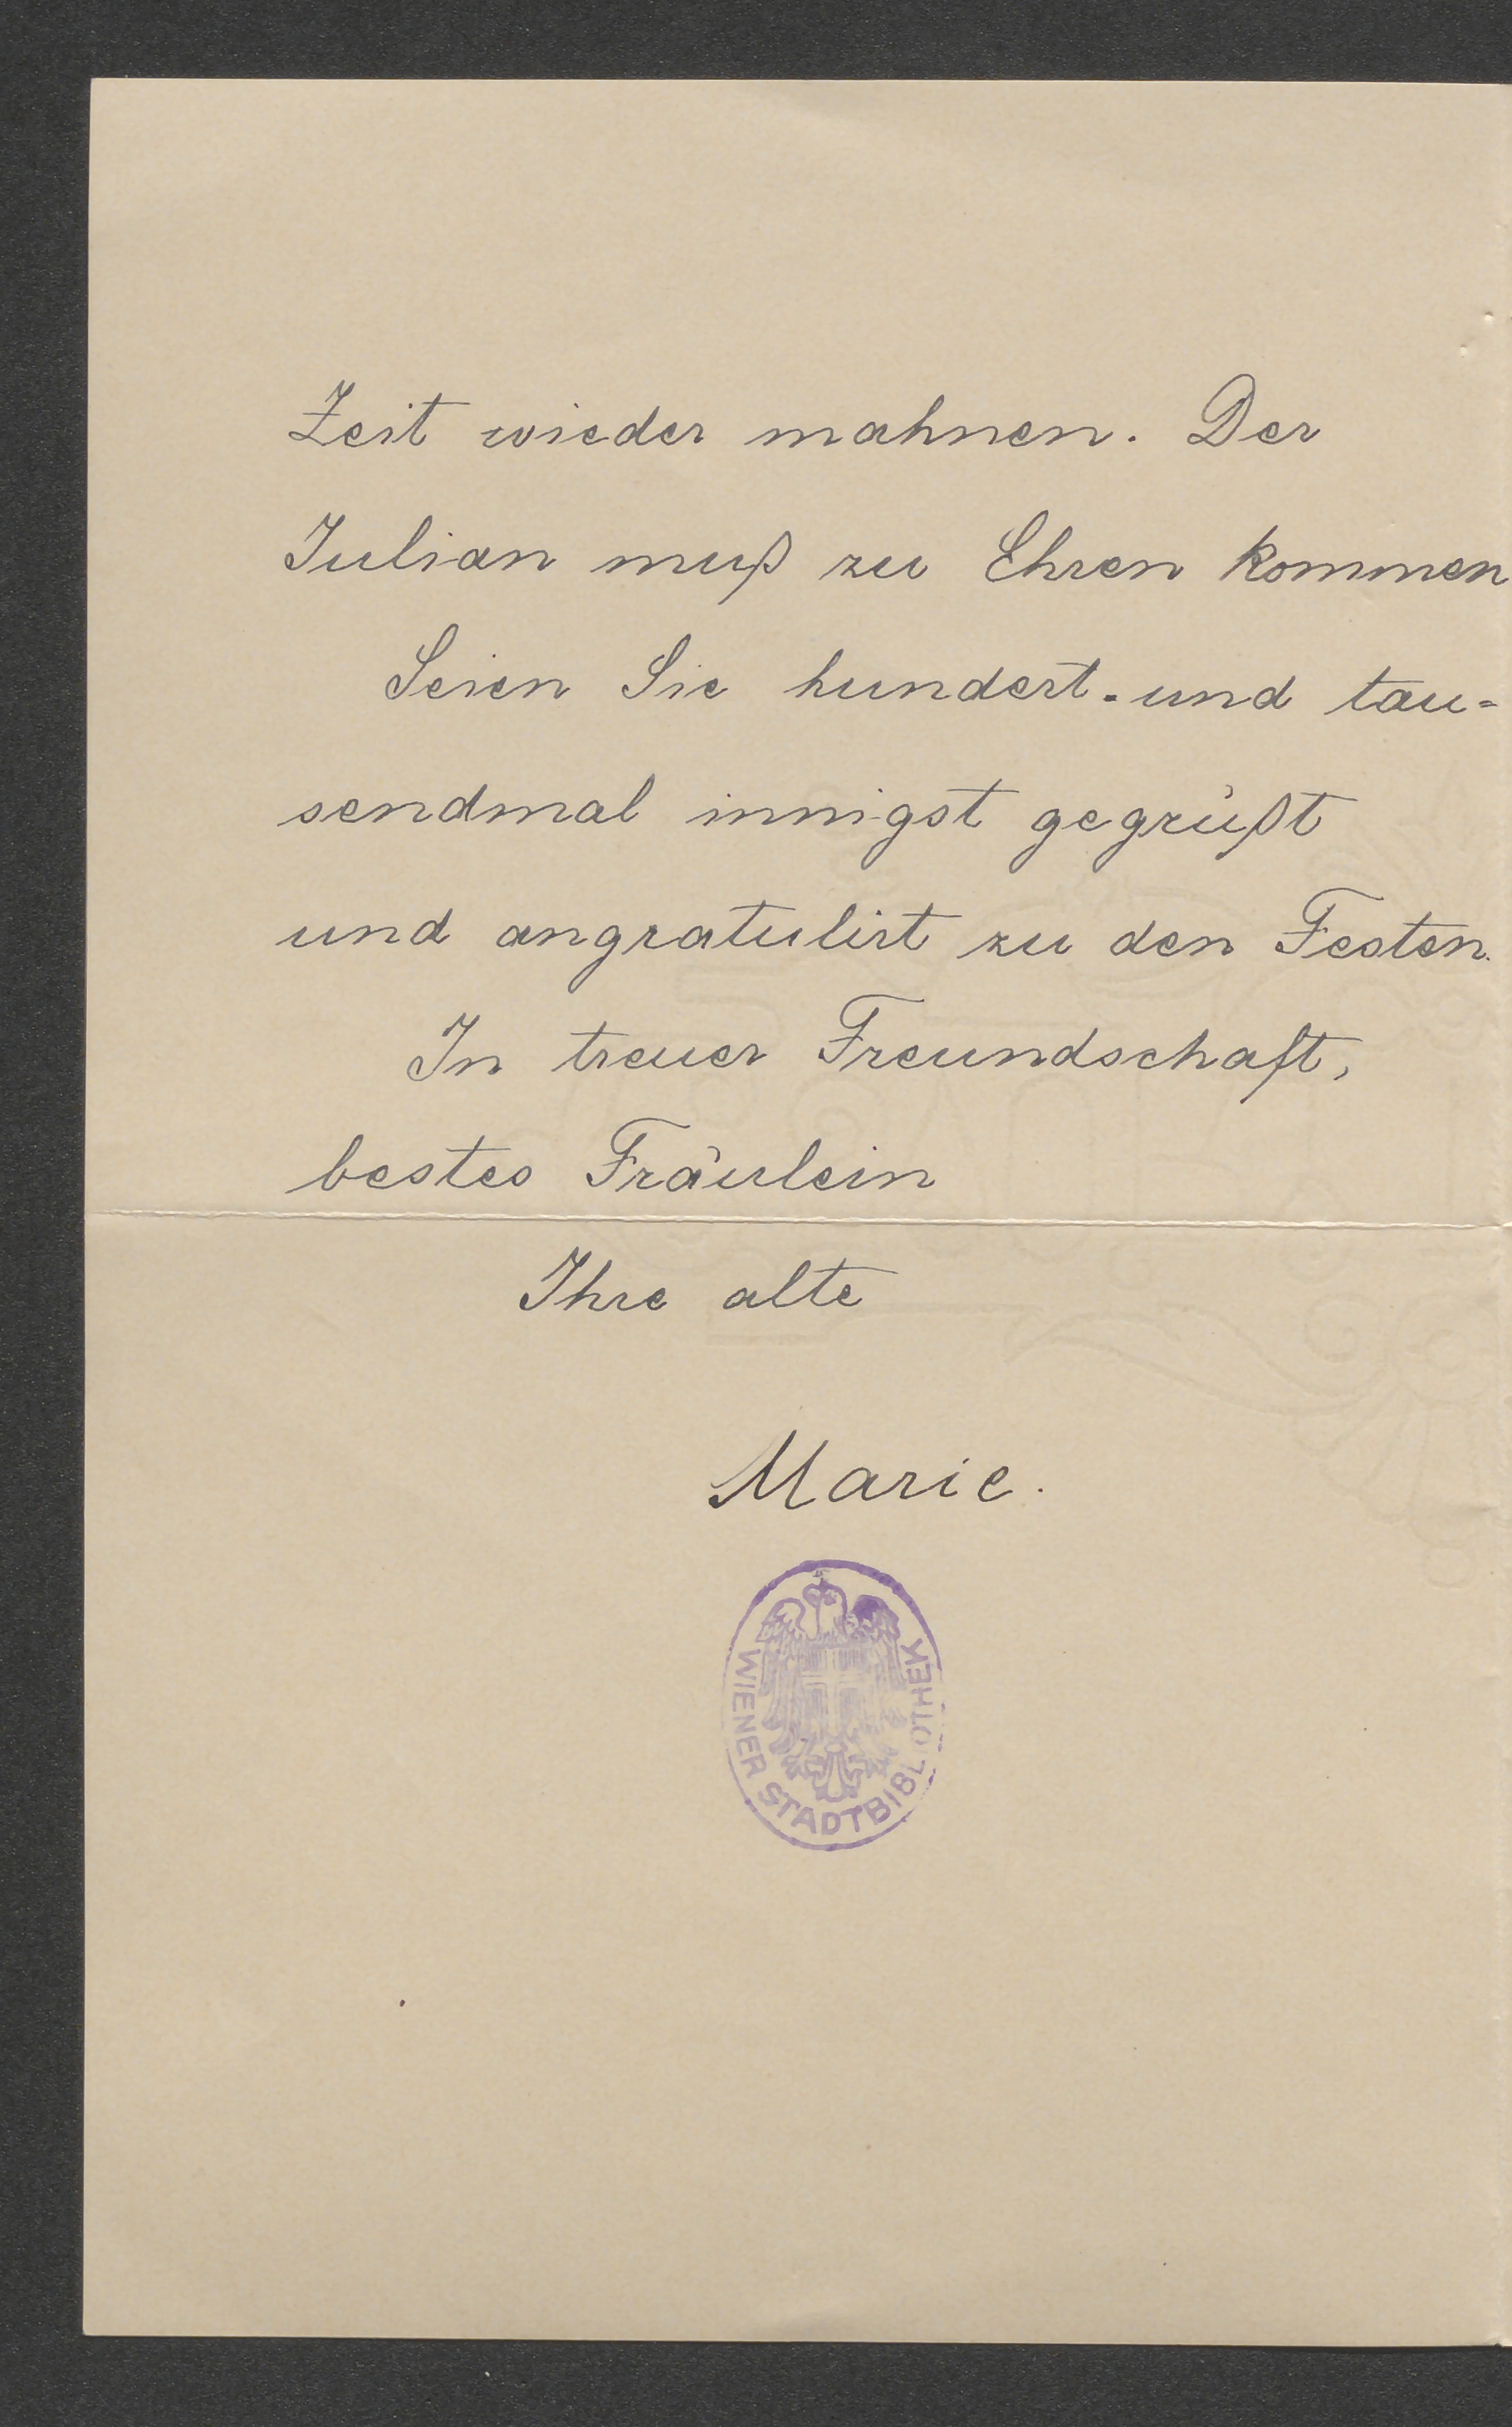 Zeit wieder mahnen. Der
Julian muß zu Ehren kommen
Seien Sie hundert- und tau=
sendmal innigst gegrüßt
und angratulirt zu den Festen.
In treuer Freundschaft,
bestes Fräulein
Ihre alte
Marie.
WIENER STADTBIBLIOTHEK